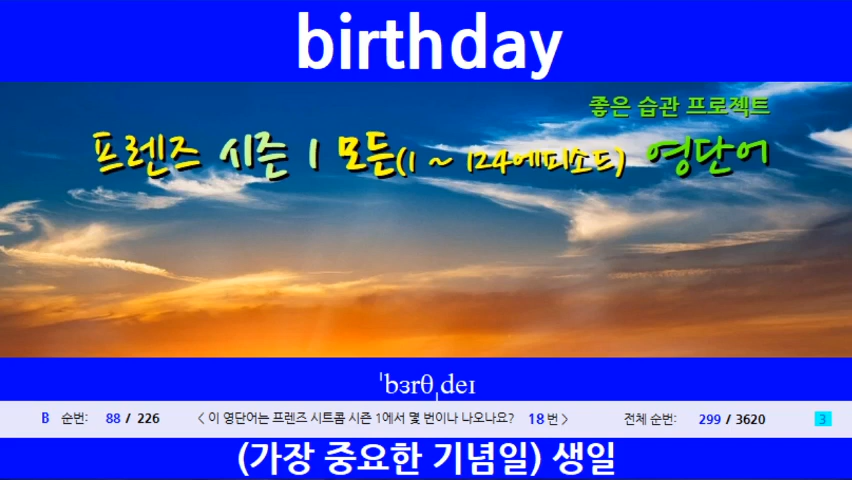 birthday
좋은 습관 프로젝트
프렌즈 시즌 1 모든(1 ~ 124에피소드) 영단어
ˈbɜrθˌdeɪ
B 순번: 88 / 226 < 이 영단어는 프렌즈 시트콤 시즌 1에서 몇 번이나 나오나요? 18 번 > 전체 순번: 299 / 3620 3
(가장 중요한 기념일) 생일